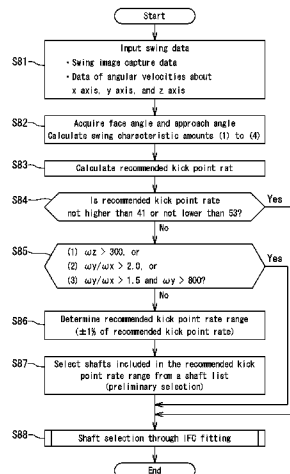 Start
S81
Input swing data
・Swing image capture data
・Data of angular velocities about
x axis, y axis, and z axis
S82
Acquire face angle and approach angle
Calculate swing characteristic amounts (1) to (4)
S83
Calculate recommended kick point rat
S84
Is recommended kick point rate
not higher than 41 or not lower than 53?
Yes
No
S85
(1) ωz > 300, or
(2) ωy/ωx > 2.0, or
(3) ωy/ωx > 1.5 and ωy > 800?
Yes
No
S86
Determine recommended kick point rate range
(±1% of recommended kick point rate)
S87
Select shafts included in the recommended kick
point rate range from a shaft list
(preliminary selection)
S88
Shaft selection through IFC fitting
End